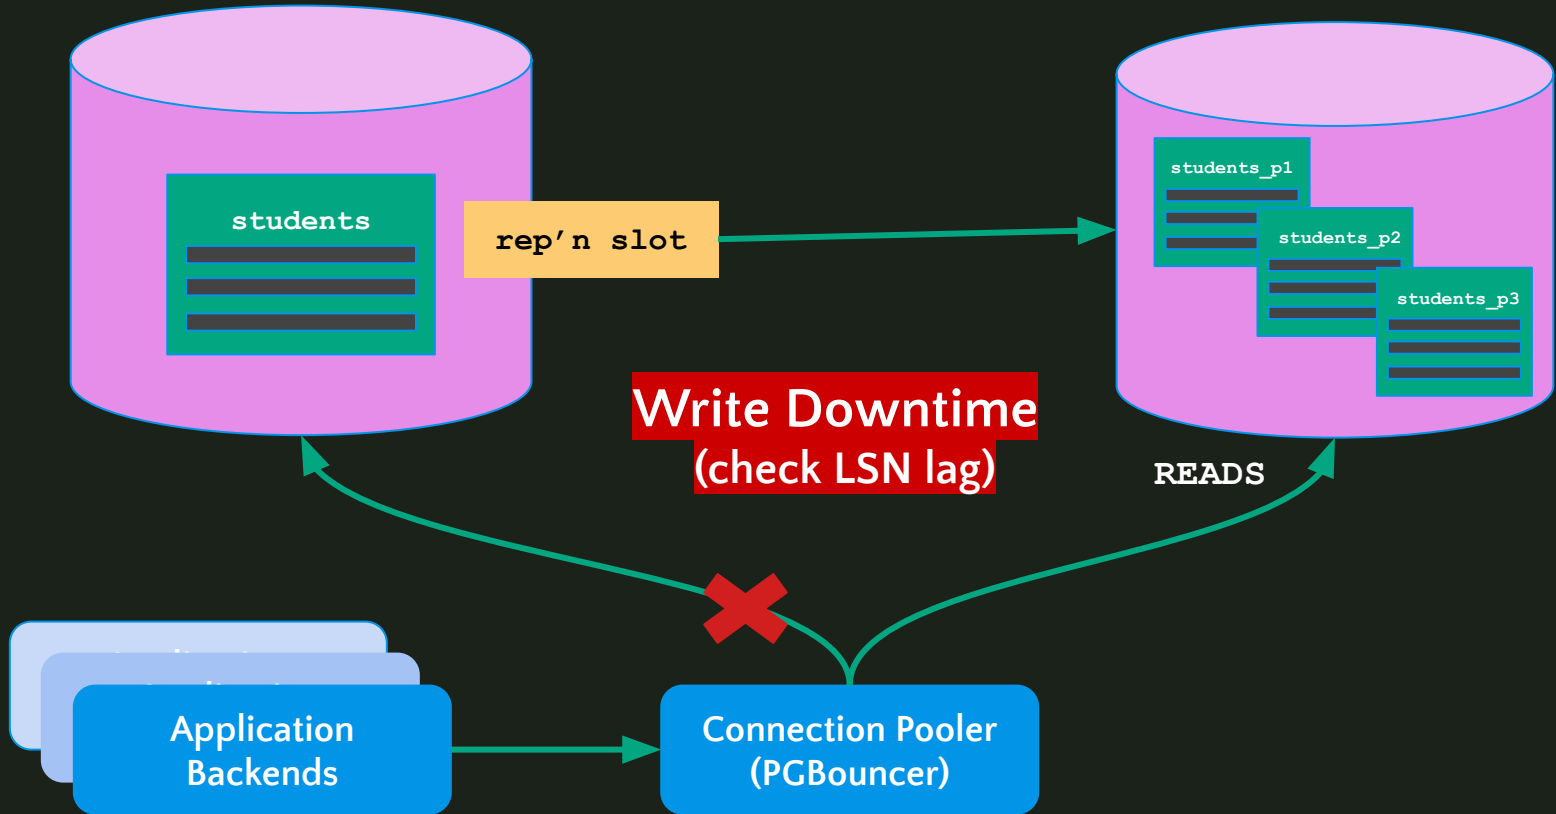 students
rep’n slot
students_p1
students_p2
students_p3
Write Downtime
(check LSN lag)
READS
Application
Backends
Connection Pooler
(PGBouncer)